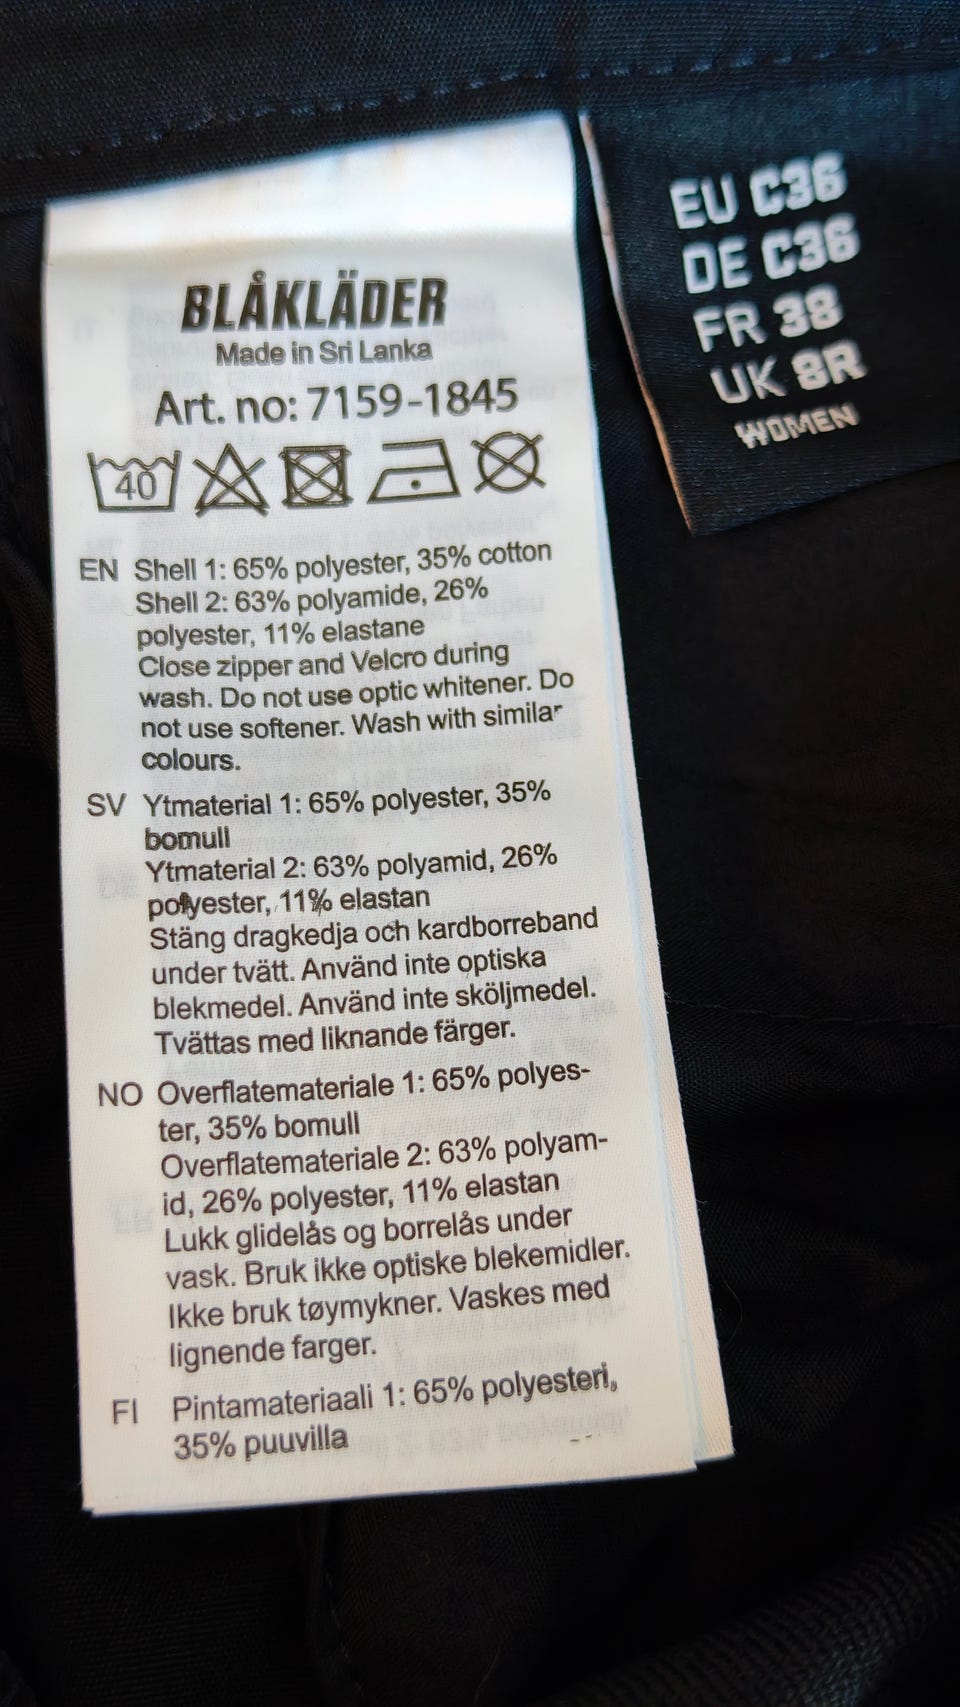 BLÅKLÄDER
Made in Sri Lanka
Art. no: 7159-1845
40
EN Shell 1: 65% polyester, 35% cotton
Shell 2: 63% polyamide, 26%
polyester, 11% elastane
Close zipper and Velcro during
wash. Do not use optic whitener. Do
not use softener. Wash with similar
colours.
SV Ytmaterial 1: 65% polyester, 35%
bomull
Ytmaterial 2: 63% polyamid, 26%
polyester, 11% elastan
Stäng dragkedja och kardborreband
under tvätt. Använd inte optiska
blekmedel. Använd inte sköljmedel.
Tvättas med liknande färger.
NO Overflatemateriale 1: 65% polyes-
ter, 35% bomull
Overflatemateriale 2: 63% polyam-
id, 26% polyester, 11% elastan
Lukk glidelås og borrelås under
vask. Bruk ikke optiske blekemidler.
Ikke bruk tøymykner. Vaskes med
lignende farger.
FI Pintamateriaali 1: 65% polyesteri,
35% puuvilla
EU C36
DE C36
FR 38
UK 8R
WOMEN